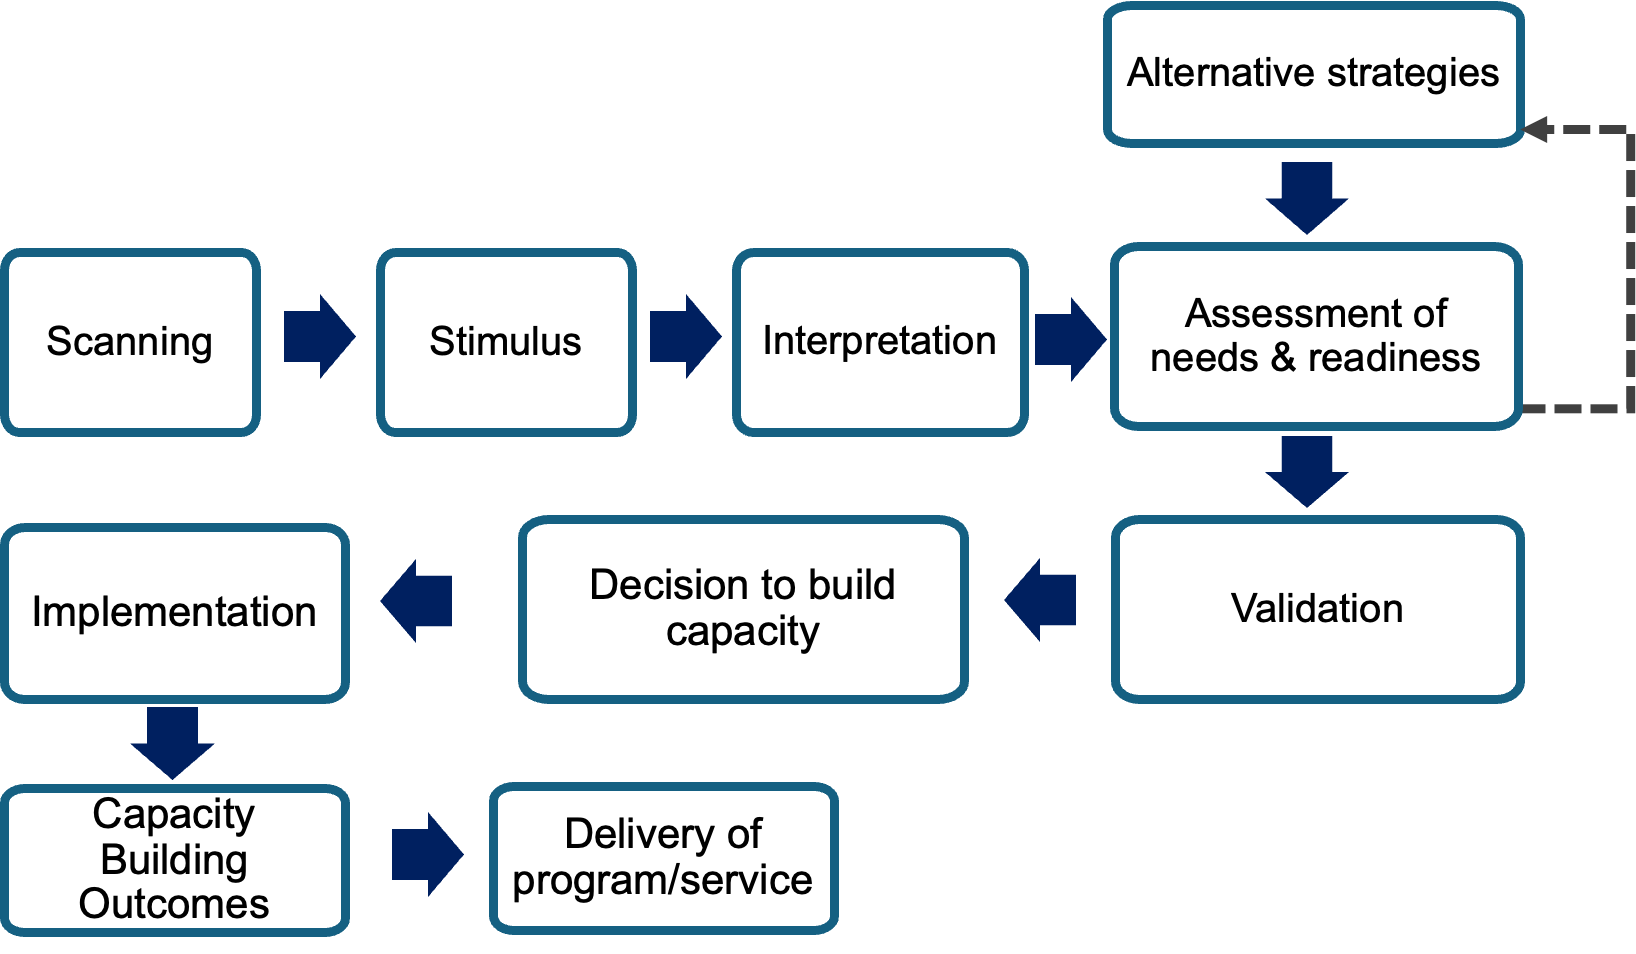 Alternative strategies
Scanning
Stimulus
Interpretation
Assessment of
needs & readiness
Validation
Decision to build
capacity
Implementation
Capacity
Building
Outcomes
Delivery of
program/service